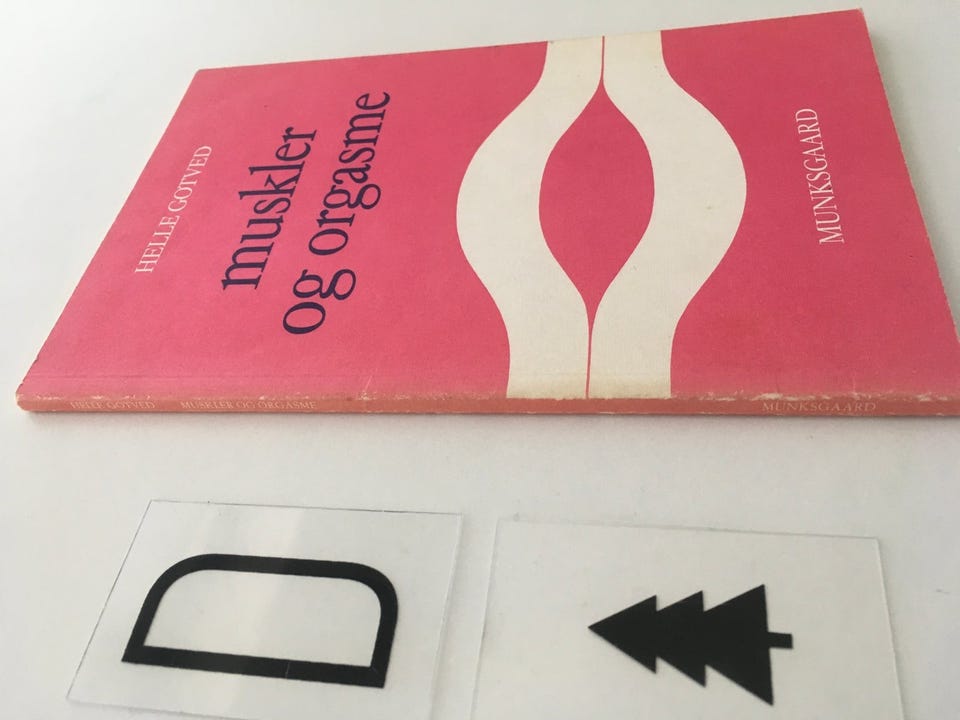 HELLE GOTVED
muskler
og orgasme
MUNKSGAARD
HELLE GOTVED MUSKLER OG ORGASME MUNKSGAARD